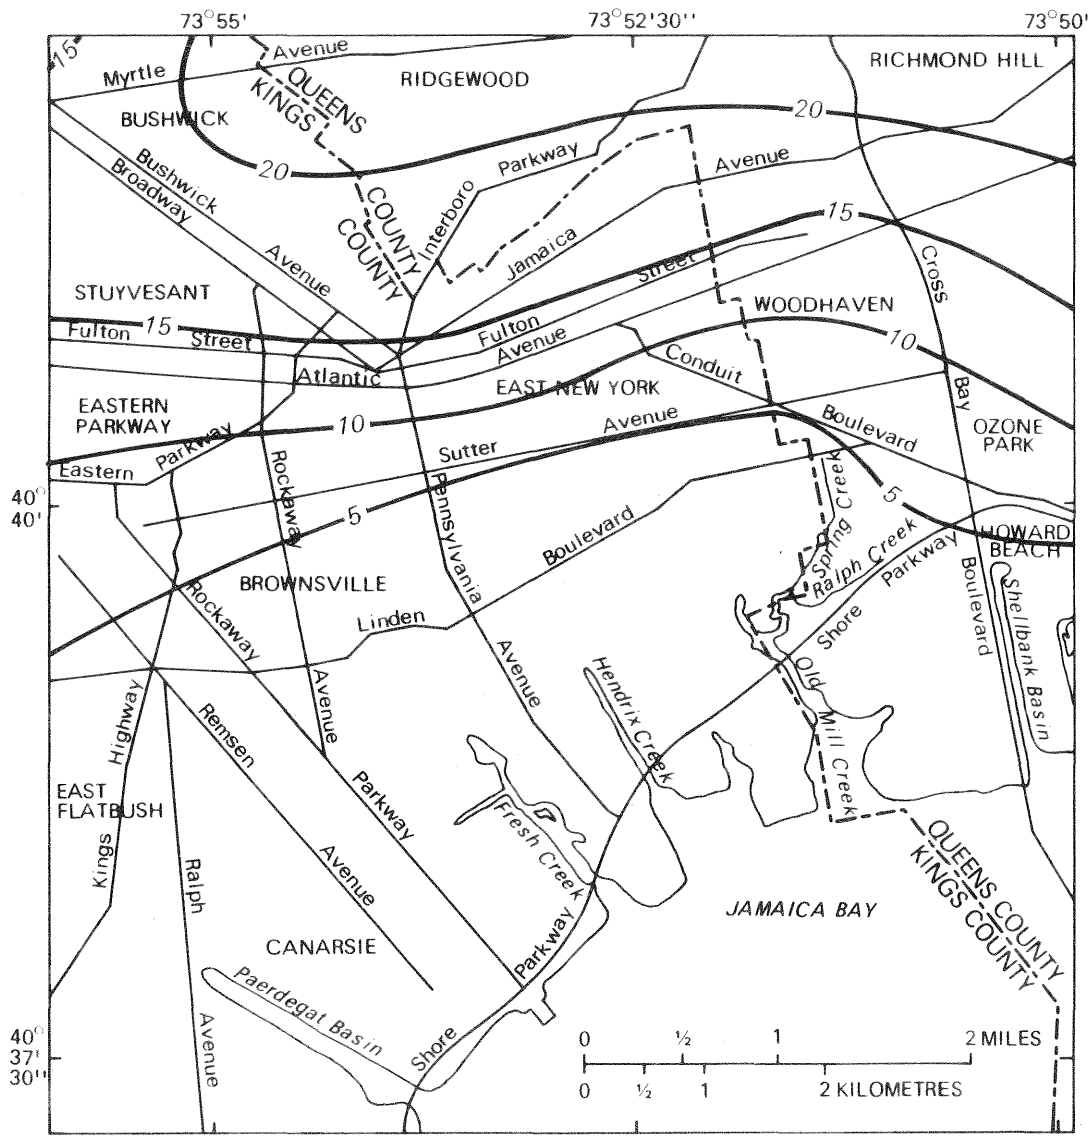 73°55'
73°52'30''
73°50'
15
Myrtle
Avenue
RIDGEWOOD
RICHMOND HILL
QUEENS
KINGS
BUSHWICK
20
20
Bushwick
Broadway
Avenue
Parkway
Avenue
COUNTY
COUNTY
Interboro
Jamaica
15
Cross
STUYVESANT
Street
WOODHAVEN
15
Fulton
Street
Fulton
Avenue
10
Atlantic
Conduit
EAST NEW YORK
Bay
EASTERN
PARKWAY
10
Avenue
Boulevard
OZONE
PARK
Parkway
Sutter
Eastern
40°
40'
5
Rockaway
Pennsylvania
Boulevard
Spring Creek
5
HOWARD
BEACH
BROWNSVILLE
Ralph Creek
Parkway
Rockaway
Linden
Shore
Boulevard
Shellbank Basin
Avenue
Avenue
Hendrix Creek
Old
Mill Creek
Highway
Remsen
EAST
FLATBUSH
Parkway
Fresh Creek
Kings
Ralph
Avenue
QUEENS COUNTY
KINGS COUNTY
JAMAICA BAY
CANARSIE
Parkway
Paerdegat Basin
Shore
Avenue
40°
37'
30''
0 ½ 1 2 MILES
0 ½ 1 2 KILOMETRES